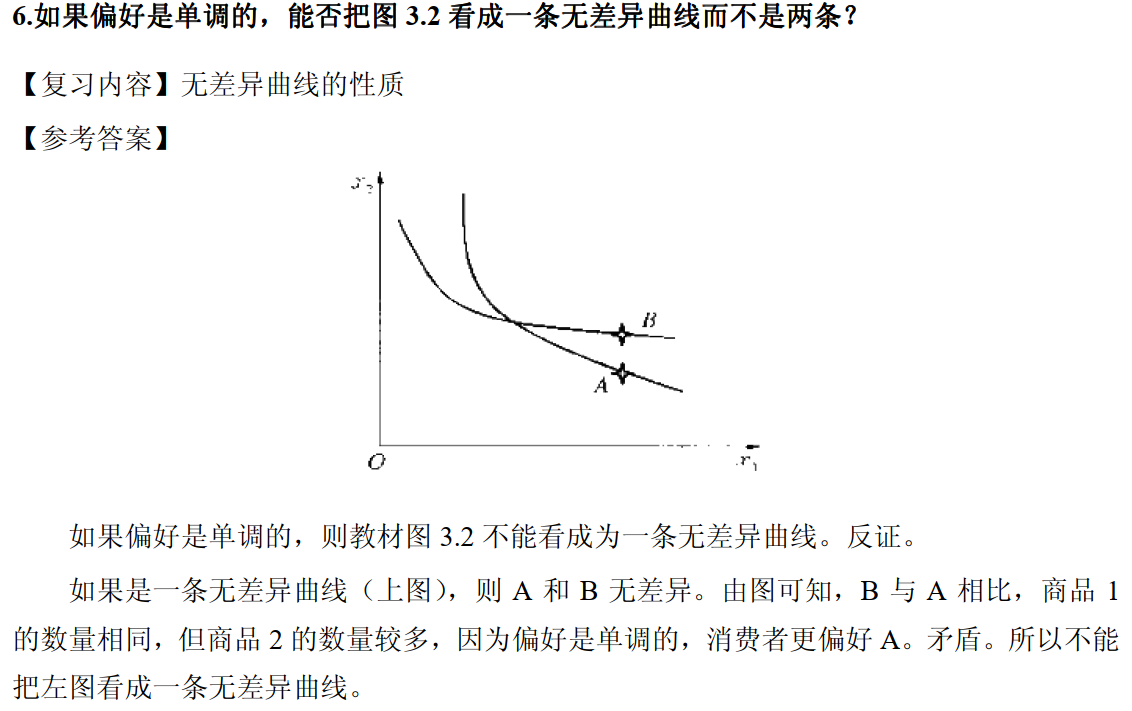 6.如果偏好是单调的，能否把图 3.2 看成一条无差异曲线而不是两条？
【复习内容】无差异曲线的性质
【参考答案】
x₂
B
A
O
x₁
如果偏好是单调的，则教材图 3.2 不能看成为一条无差异曲线。反证。
如果是一条无差异曲线（上图），则 A 和 B 无差异。由图可知，B 与 A 相比，商品 1
的数量相同，但商品 2 的数量较多，因为偏好是单调的，消费者更偏好 A。矛盾。所以不能
把左图看成一条无差异曲线。